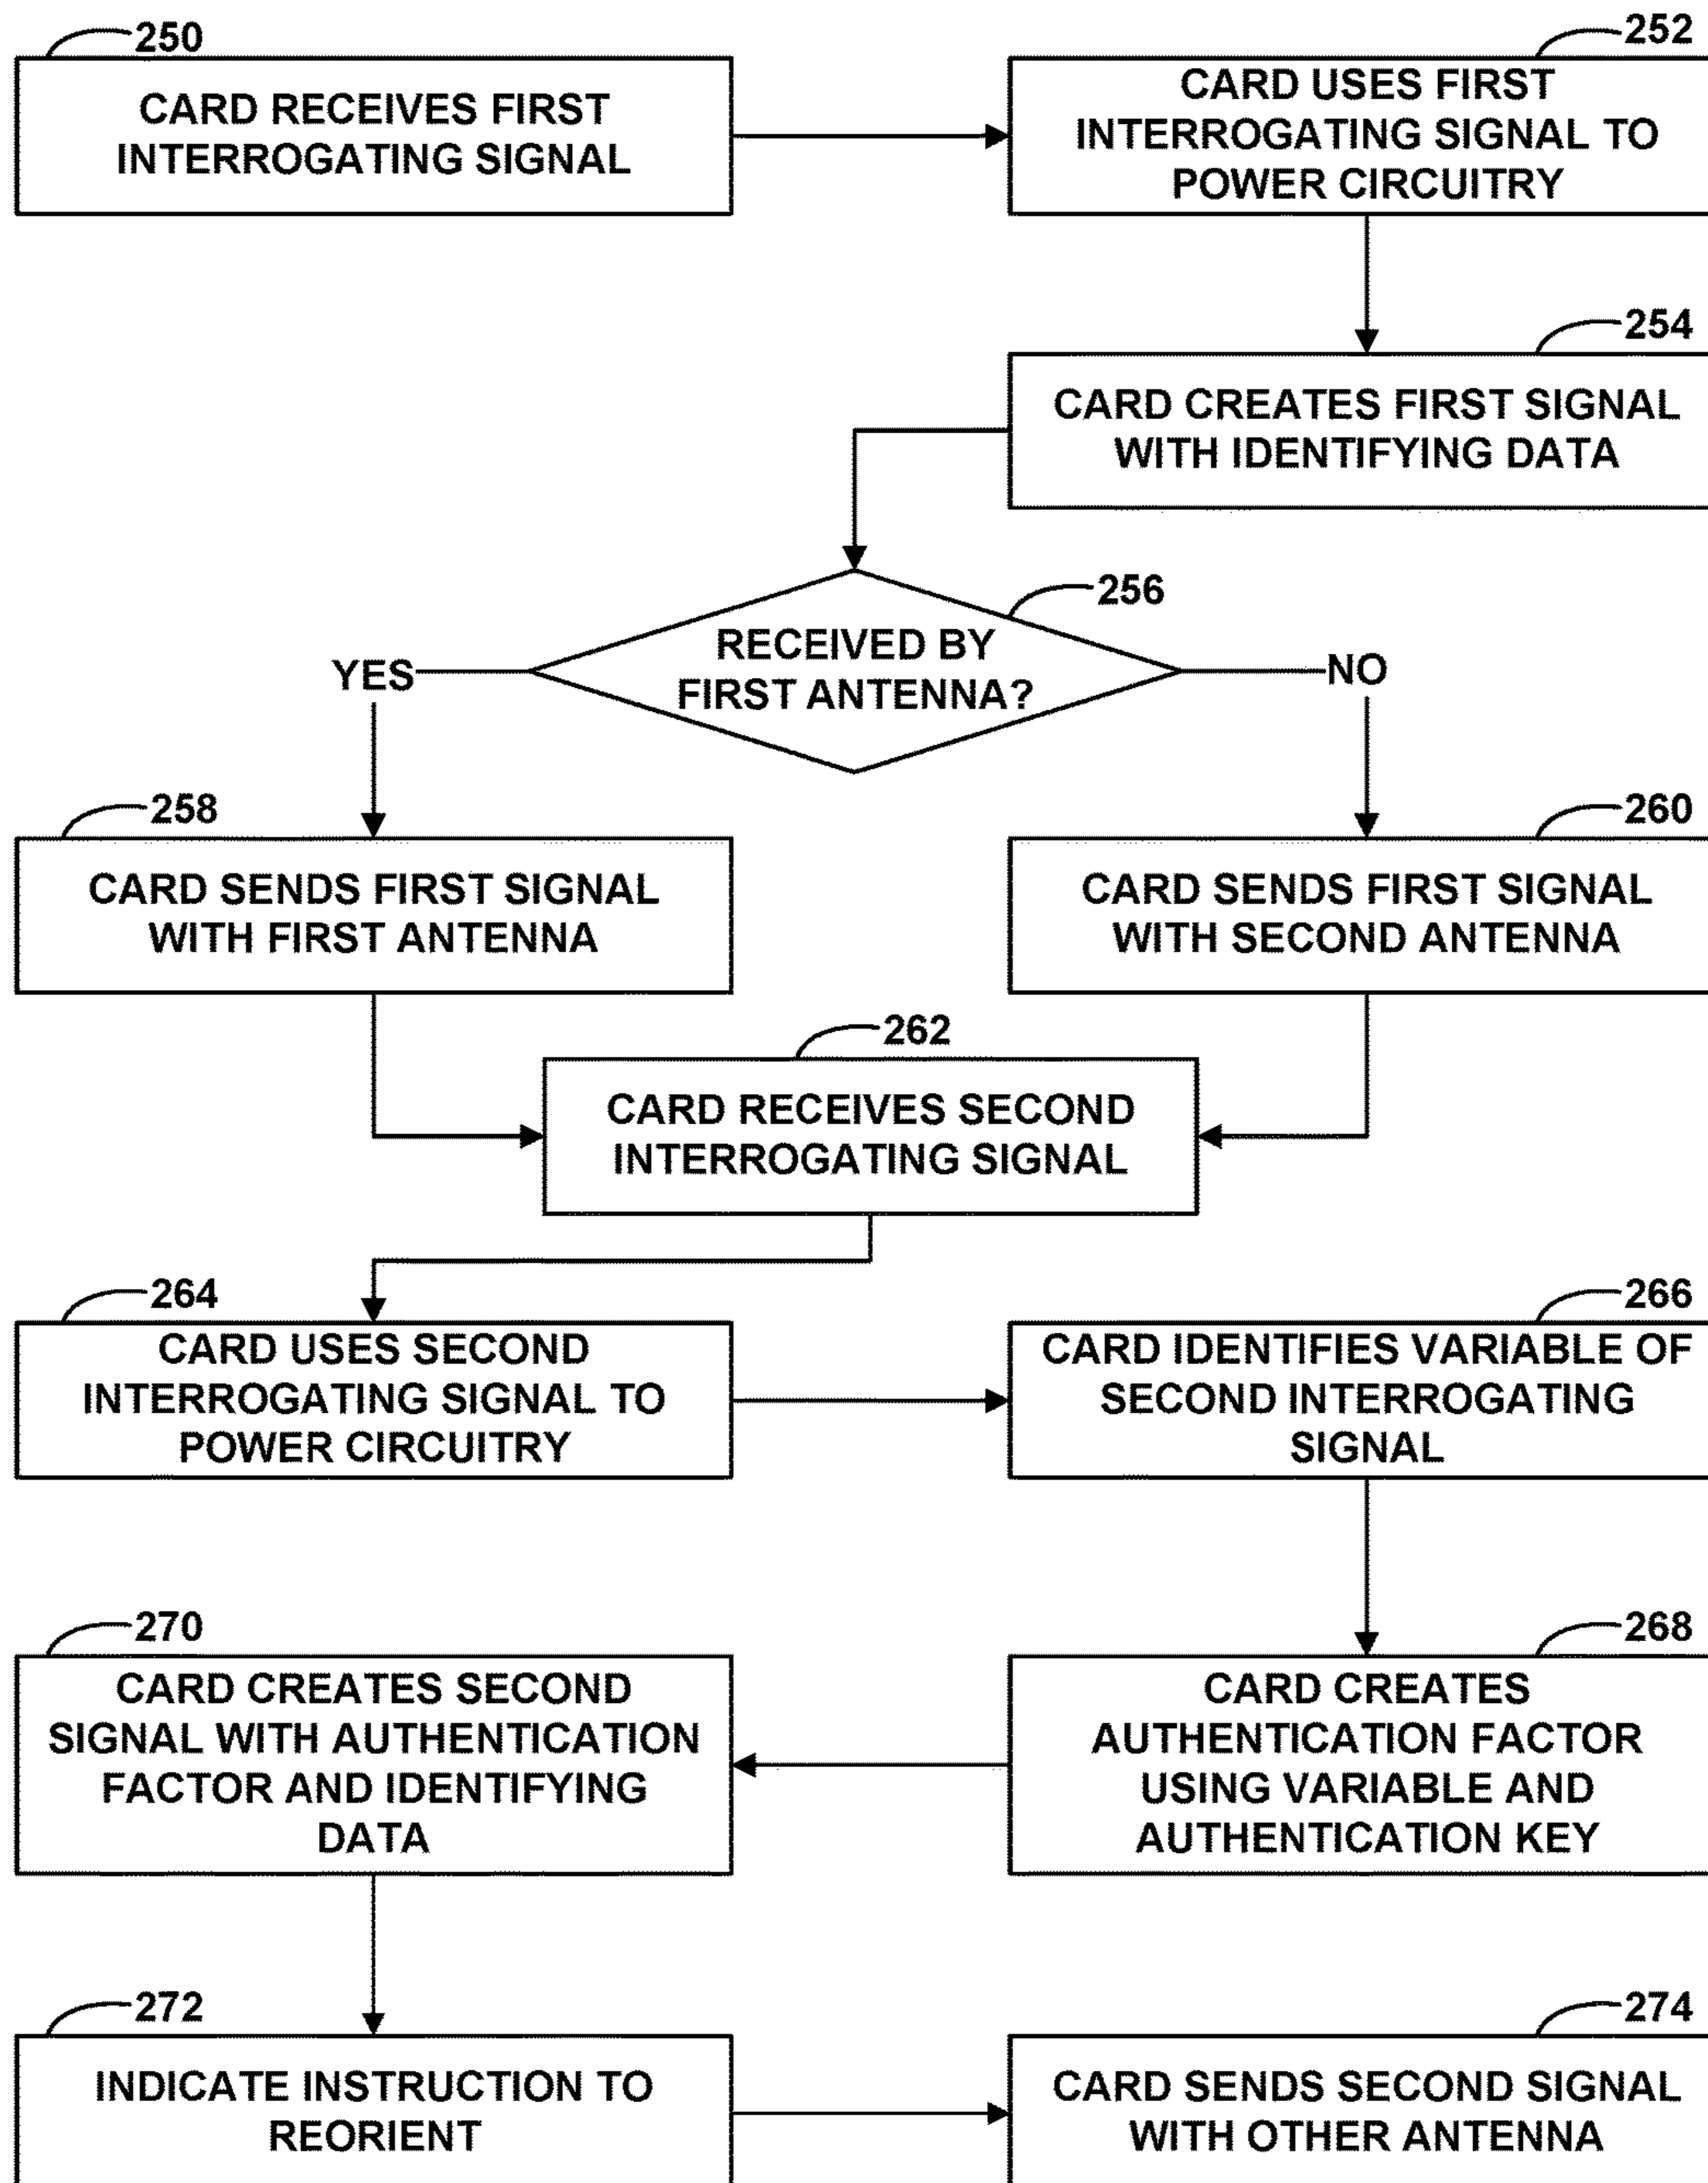 250
CARD RECEIVES FIRST
INTERROGATING SIGNAL
252
CARD USES FIRST
INTERROGATING SIGNAL TO
POWER CIRCUITRY
254
CARD CREATES FIRST SIGNAL
WITH IDENTIFYING DATA
256
RECEIVED BY
FIRST ANTENNA?
YES
NO
258
CARD SENDS FIRST SIGNAL
WITH FIRST ANTENNA
260
CARD SENDS FIRST SIGNAL
WITH SECOND ANTENNA
262
CARD RECEIVES SECOND
INTERROGATING SIGNAL
264
CARD USES SECOND
INTERROGATING SIGNAL TO
POWER CIRCUITRY
266
CARD IDENTIFIES VARIABLE OF
SECOND INTERROGATING
SIGNAL
268
CARD CREATES
AUTHENTICATION FACTOR
USING VARIABLE AND
AUTHENTICATION KEY
270
CARD CREATES SECOND
SIGNAL WITH AUTHENTICATION
FACTOR AND IDENTIFYING
DATA
272
INDICATE INSTRUCTION TO
REORIENT
274
CARD SENDS SECOND SIGNAL
WITH OTHER ANTENNA